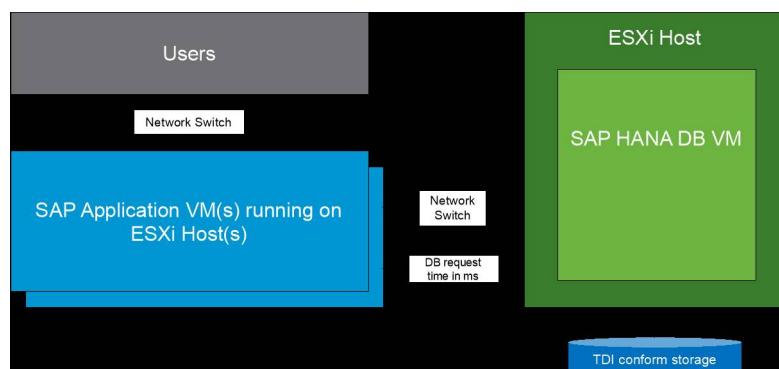 Users
ESXi Host
Network Switch
SAP HANA DB VM
SAP Application VM(s) running on
ESXi Host(s)
Network
Switch
DB request
time in ms
TDI conform storage